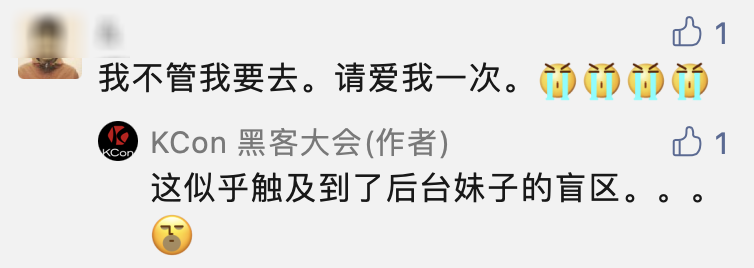 1
我不管我要去。请爱我一次。😭😭😭😭
KCon
KCon 黑客大会(作者)
1
这似乎触及到了后台妹子的盲区。。。